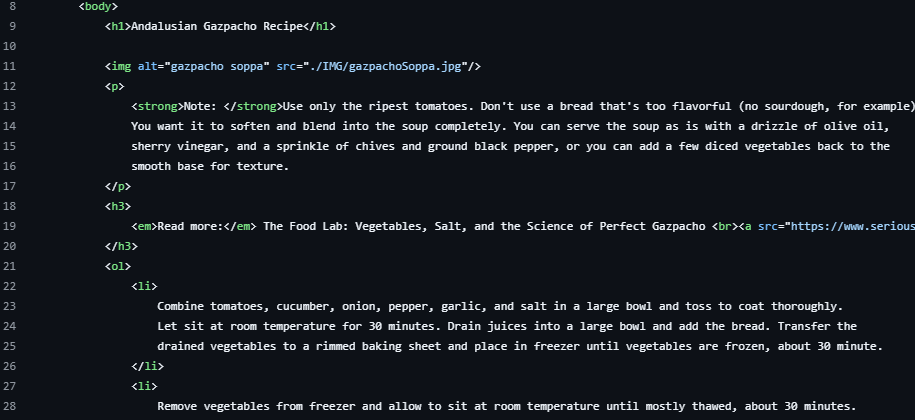 8 <body>
9 <h1>Andalusian Gazpacho Recipe</h1>
10
11 <img alt="gazpacho soppa" src="./IMG/gazpachoSoppa.jpg"/>
12 <p>
13 <strong>Note: </strong>Use only the ripest tomatoes. Don't use a bread that's too flavorful (no sourdough, for example)
14 You want it to soften and blend into the soup completely. You can serve the soup as is with a drizzle of olive oil,
15 sherry vinegar, and a sprinkle of chives and ground black pepper, or you can add a few diced vegetables back to the
16 smooth base for texture.
17 </p>
18 <h3>
19 <em>Read more:</em> The Food Lab: Vegetables, Salt, and the Science of Perfect Gazpacho <br><a src="https://www.serious
20 </h3>
21 <ol>
22 <li>
23 Combine tomatoes, cucumber, onion, pepper, garlic, and salt in a large bowl and toss to coat thoroughly.
24 Let sit at room temperature for 30 minutes. Drain juices into a large bowl and add the bread. Transfer the
25 drained vegetables to a rimmed baking sheet and place in freezer until vegetables are frozen, about 30 minute.
26 </li>
27 <li>
28 Remove vegetables from freezer and allow to sit at room temperature until mostly thawed, about 30 minutes.